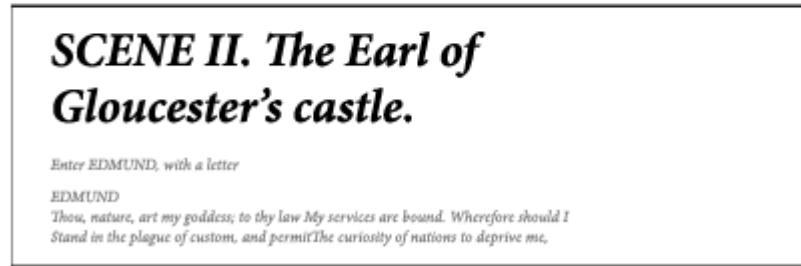 SCENE II. The Earl of
Gloucester’s castle.
Enter EDMUND, with a letter
EDMUND
Thou, nature, art my goddess; to thy law My services are bound. Wherefore should I
Stand in the plague of custom, and permitThe curiosity of nations to deprive me,